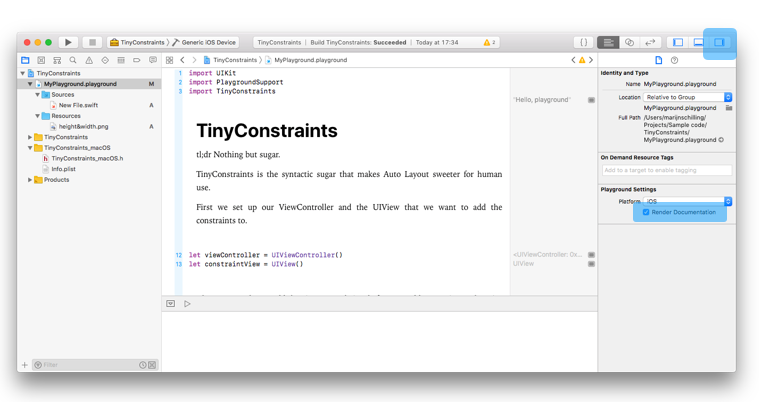 TinyConstraints 〉 Generic iOS Device
TinyConstraints | Build TinyConstraints: Succeeded | Today at 17:34
2
{ }
TinyConstraints 〉 MyPlayground.playground
TinyConstraints
MyPlayground.playground M
Sources
New File.swift A
Resources
height&width.png A
TinyConstraints
TinyConstraints_macOS
TinyConstraints_macOS.h
Info.plist
Products
Filter
1 import UIKit
2 import PlaygroundSupport
3 import TinyConstraints
"Hello, playground"
TinyConstraints
tl;dr Nothing but sugar.
TinyConstraints is the syntactic sugar that makes Auto Layout sweeter for human
use.
First we set up our ViewController and the UIView that we want to add the
constraints to.
12 let viewController = UIViewController()
<UIViewController: 0x...
13 let constraintView = UIView()
UIView
Identity and Type
Name MyPlayground.playground
Location Relative to Group
MyPlayground.playground
Full Path /Users/marijnschilling/
Projects/Sample code/
TinyConstraints/
MyPlayground.playground
On Demand Resource Tags
Add to a target to enable tagging
Playground Settings
Platform iOS
Render Documentation